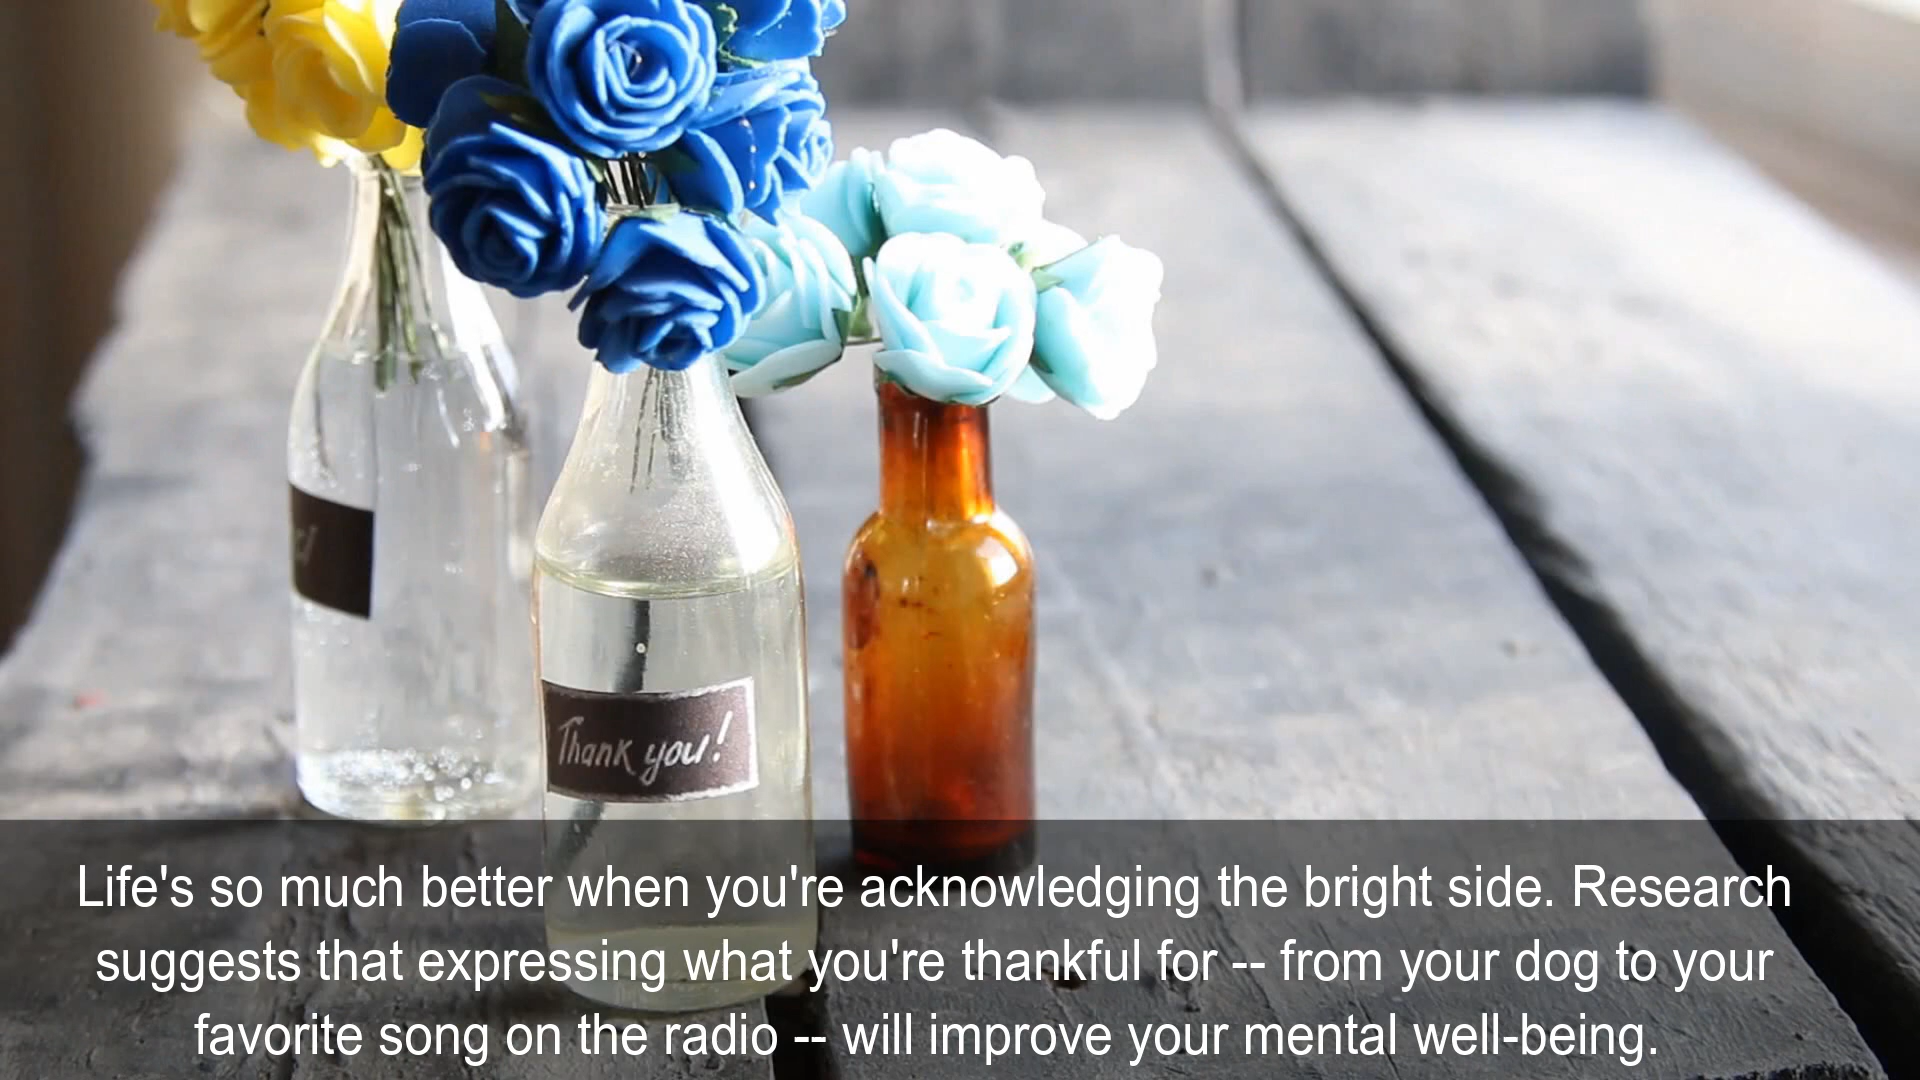 Thank you!
Life's so much better when you're acknowledging the bright side. Research
suggests that expressing what you're thankful for -- from your dog to your
favorite song on the radio -- will improve your mental well-being.